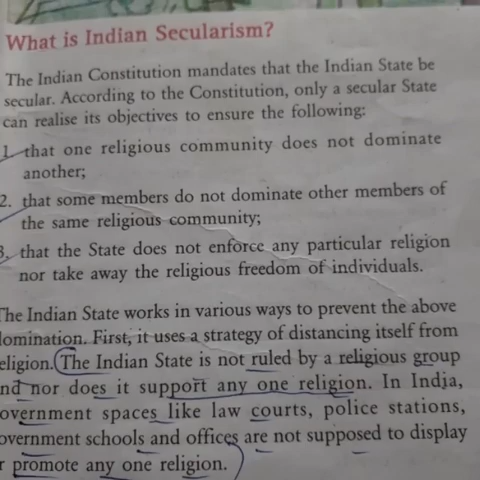 What is Indian Secularism?
The Indian Constitution mandates that the Indian State be
secular. According to the Constitution, only a secular State
can realise its objectives to ensure the following:
1. that one religious community does not dominate
another;
2. that some members do not dominate other members of
the same religious community;
3. that the State does not enforce any particular religion
nor take away the religious freedom of individuals.
The Indian State works in various ways to prevent the above
domination. First, it uses a strategy of distancing itself from
religion. The Indian State is not ruled by a religious group
and nor does it support any one religion. In India,
government spaces like law courts, police stations,
government schools and offices are not supposed to display
or promote any one religion.